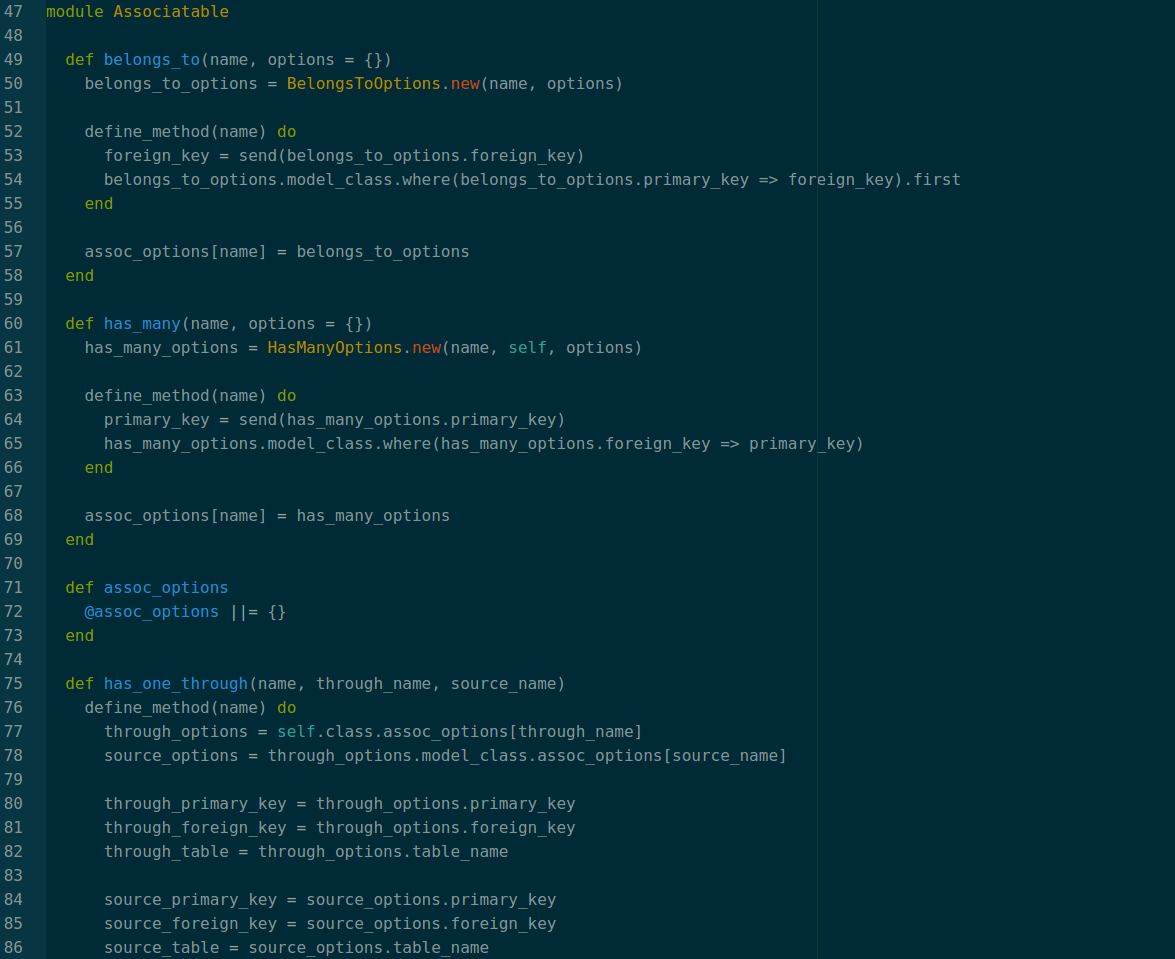 47 module Associatable
48
49   def belongs_to(name, options = {})
50     belongs_to_options = BelongsToOptions.new(name, options)
51
52     define_method(name) do
53       foreign_key = send(belongs_to_options.foreign_key)
54       belongs_to_options.model_class.where(belongs_to_options.primary_key => foreign_key).first
55     end
56
57     assoc_options[name] = belongs_to_options
58   end
59
60   def has_many(name, options = {})
61     has_many_options = HasManyOptions.new(name, self, options)
62
63     define_method(name) do
64       primary_key = send(has_many_options.primary_key)
65       has_many_options.model_class.where(has_many_options.foreign_key => primary_key)
66     end
67
68     assoc_options[name] = has_many_options
69   end
70
71   def assoc_options
72     @assoc_options ||= {}
73   end
74
75   def has_one_through(name, through_name, source_name)
76     define_method(name) do
77       through_options = self.class.assoc_options[through_name]
78       source_options = through_options.model_class.assoc_options[source_name]
79
80       through_primary_key = through_options.primary_key
81       through_foreign_key = through_options.foreign_key
82       through_table = through_options.table_name
83
84       source_primary_key = source_options.primary_key
85       source_foreign_key = source_options.foreign_key
86       source_table = source_options.table_name